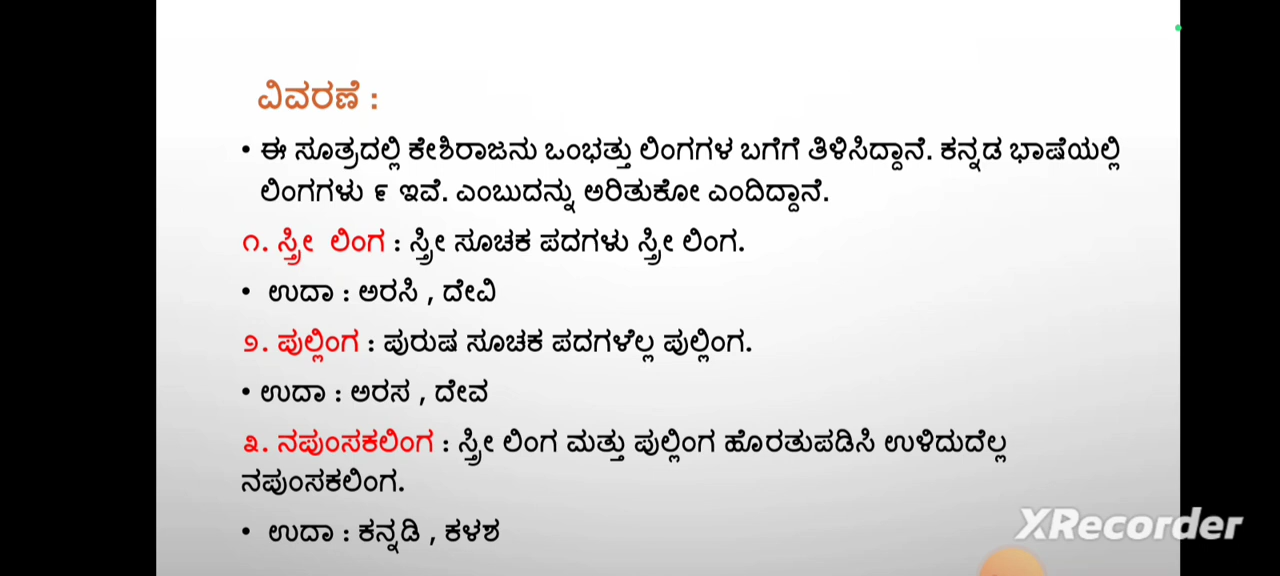 ವಿವರಣೆ :
• ಈ ಸೂತ್ರದಲ್ಲಿ ಕೇಶಿರಾಜನು ಒಂಭತ್ತು ಲಿಂಗಗಳ ಬಗೆಗೆ ತಿಳಿಸಿದ್ದಾನೆ. ಕನ್ನಡ ಭಾಷೆಯಲ್ಲಿ
ಲಿಂಗಗಳು ೯ ಇವೆ. ಎಂಬುದನ್ನು ಅರಿತುಕೋ ಎಂದಿದ್ದಾನೆ.
೧. ಸ್ತ್ರೀ ಲಿಂಗ : ಸ್ತ್ರೀ ಸೂಚಕ ಪದಗಳು ಸ್ತ್ರೀ ಲಿಂಗ.
• ಉದಾ : ಅರಸಿ , ದೇವಿ
೨. ಪುಲ್ಲಿಂಗ : ಪುರುಷ ಸೂಚಕ ಪದಗಳೆಲ್ಲ ಪುಲ್ಲಿಂಗ.
• ಉದಾ : ಅರಸ , ದೇವ
೩. ನಪುಂಸಕಲಿಂಗ : ಸ್ತ್ರೀ ಲಿಂಗ ಮತ್ತು ಪುಲ್ಲಿಂಗ ಹೊರತುಪಡಿಸಿ ಉಳಿದುದೆಲ್ಲ
ನಪುಂಸಕಲಿಂಗ.
• ಉದಾ : ಕನ್ನಡಿ , ಕಳಶ
XRecorder